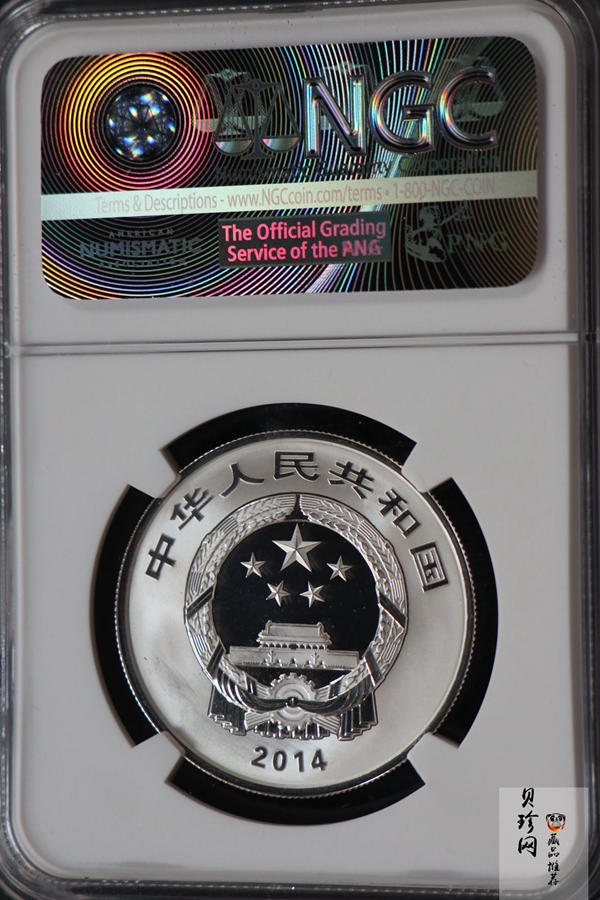 NGC
Terms & Descriptions - www.NGCcoin.com/terms • 1-800-NGC-COIN
AMERICAN
NUMISMATIC
The Official Grading
Service of the PNG
PNG
中华人民共和国
2014
贝珍网
藏品推荐